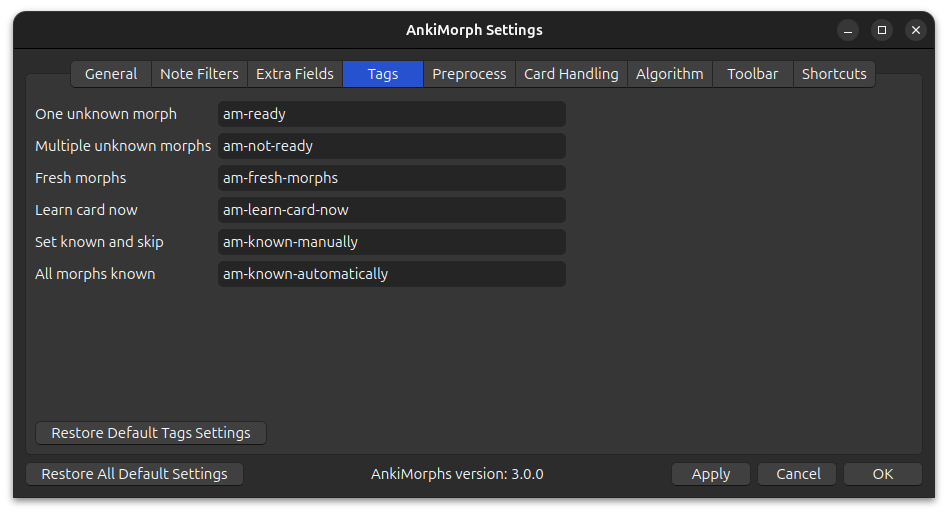 AnkiMorph Settings
General Note Filters Extra Fields Tags Preprocess Card Handling Algorithm Toolbar Shortcuts
One unknown morph am-ready
Multiple unknown morphs am-not-ready
Fresh morphs am-fresh-morphs
Learn card now am-learn-card-now
Set known and skip am-known-manually
All morphs known am-known-automatically
Restore Default Tags Settings
Restore All Default Settings AnkiMorphs version: 3.0.0 Apply Cancel OK